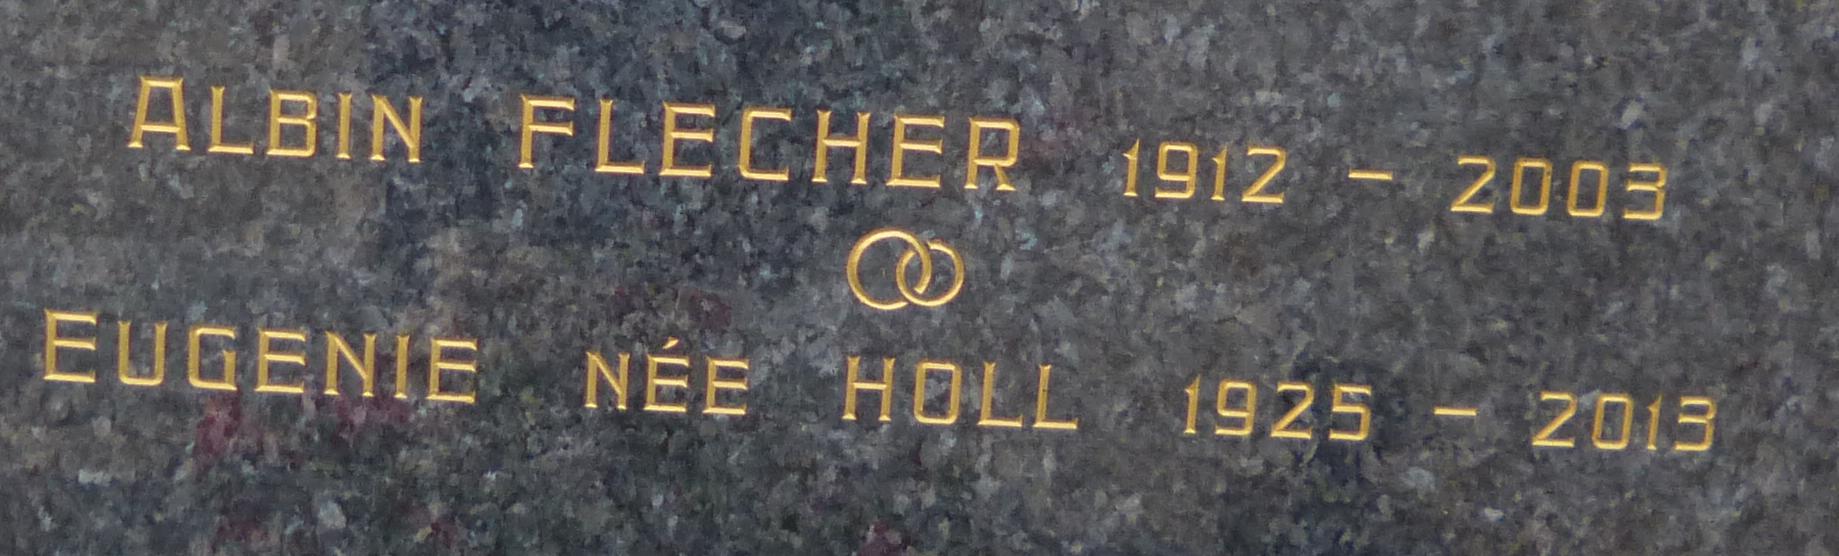 ALBIN FLECHER 1912 - 2003
EUGENIE NÉE HOLL 1925 - 2013